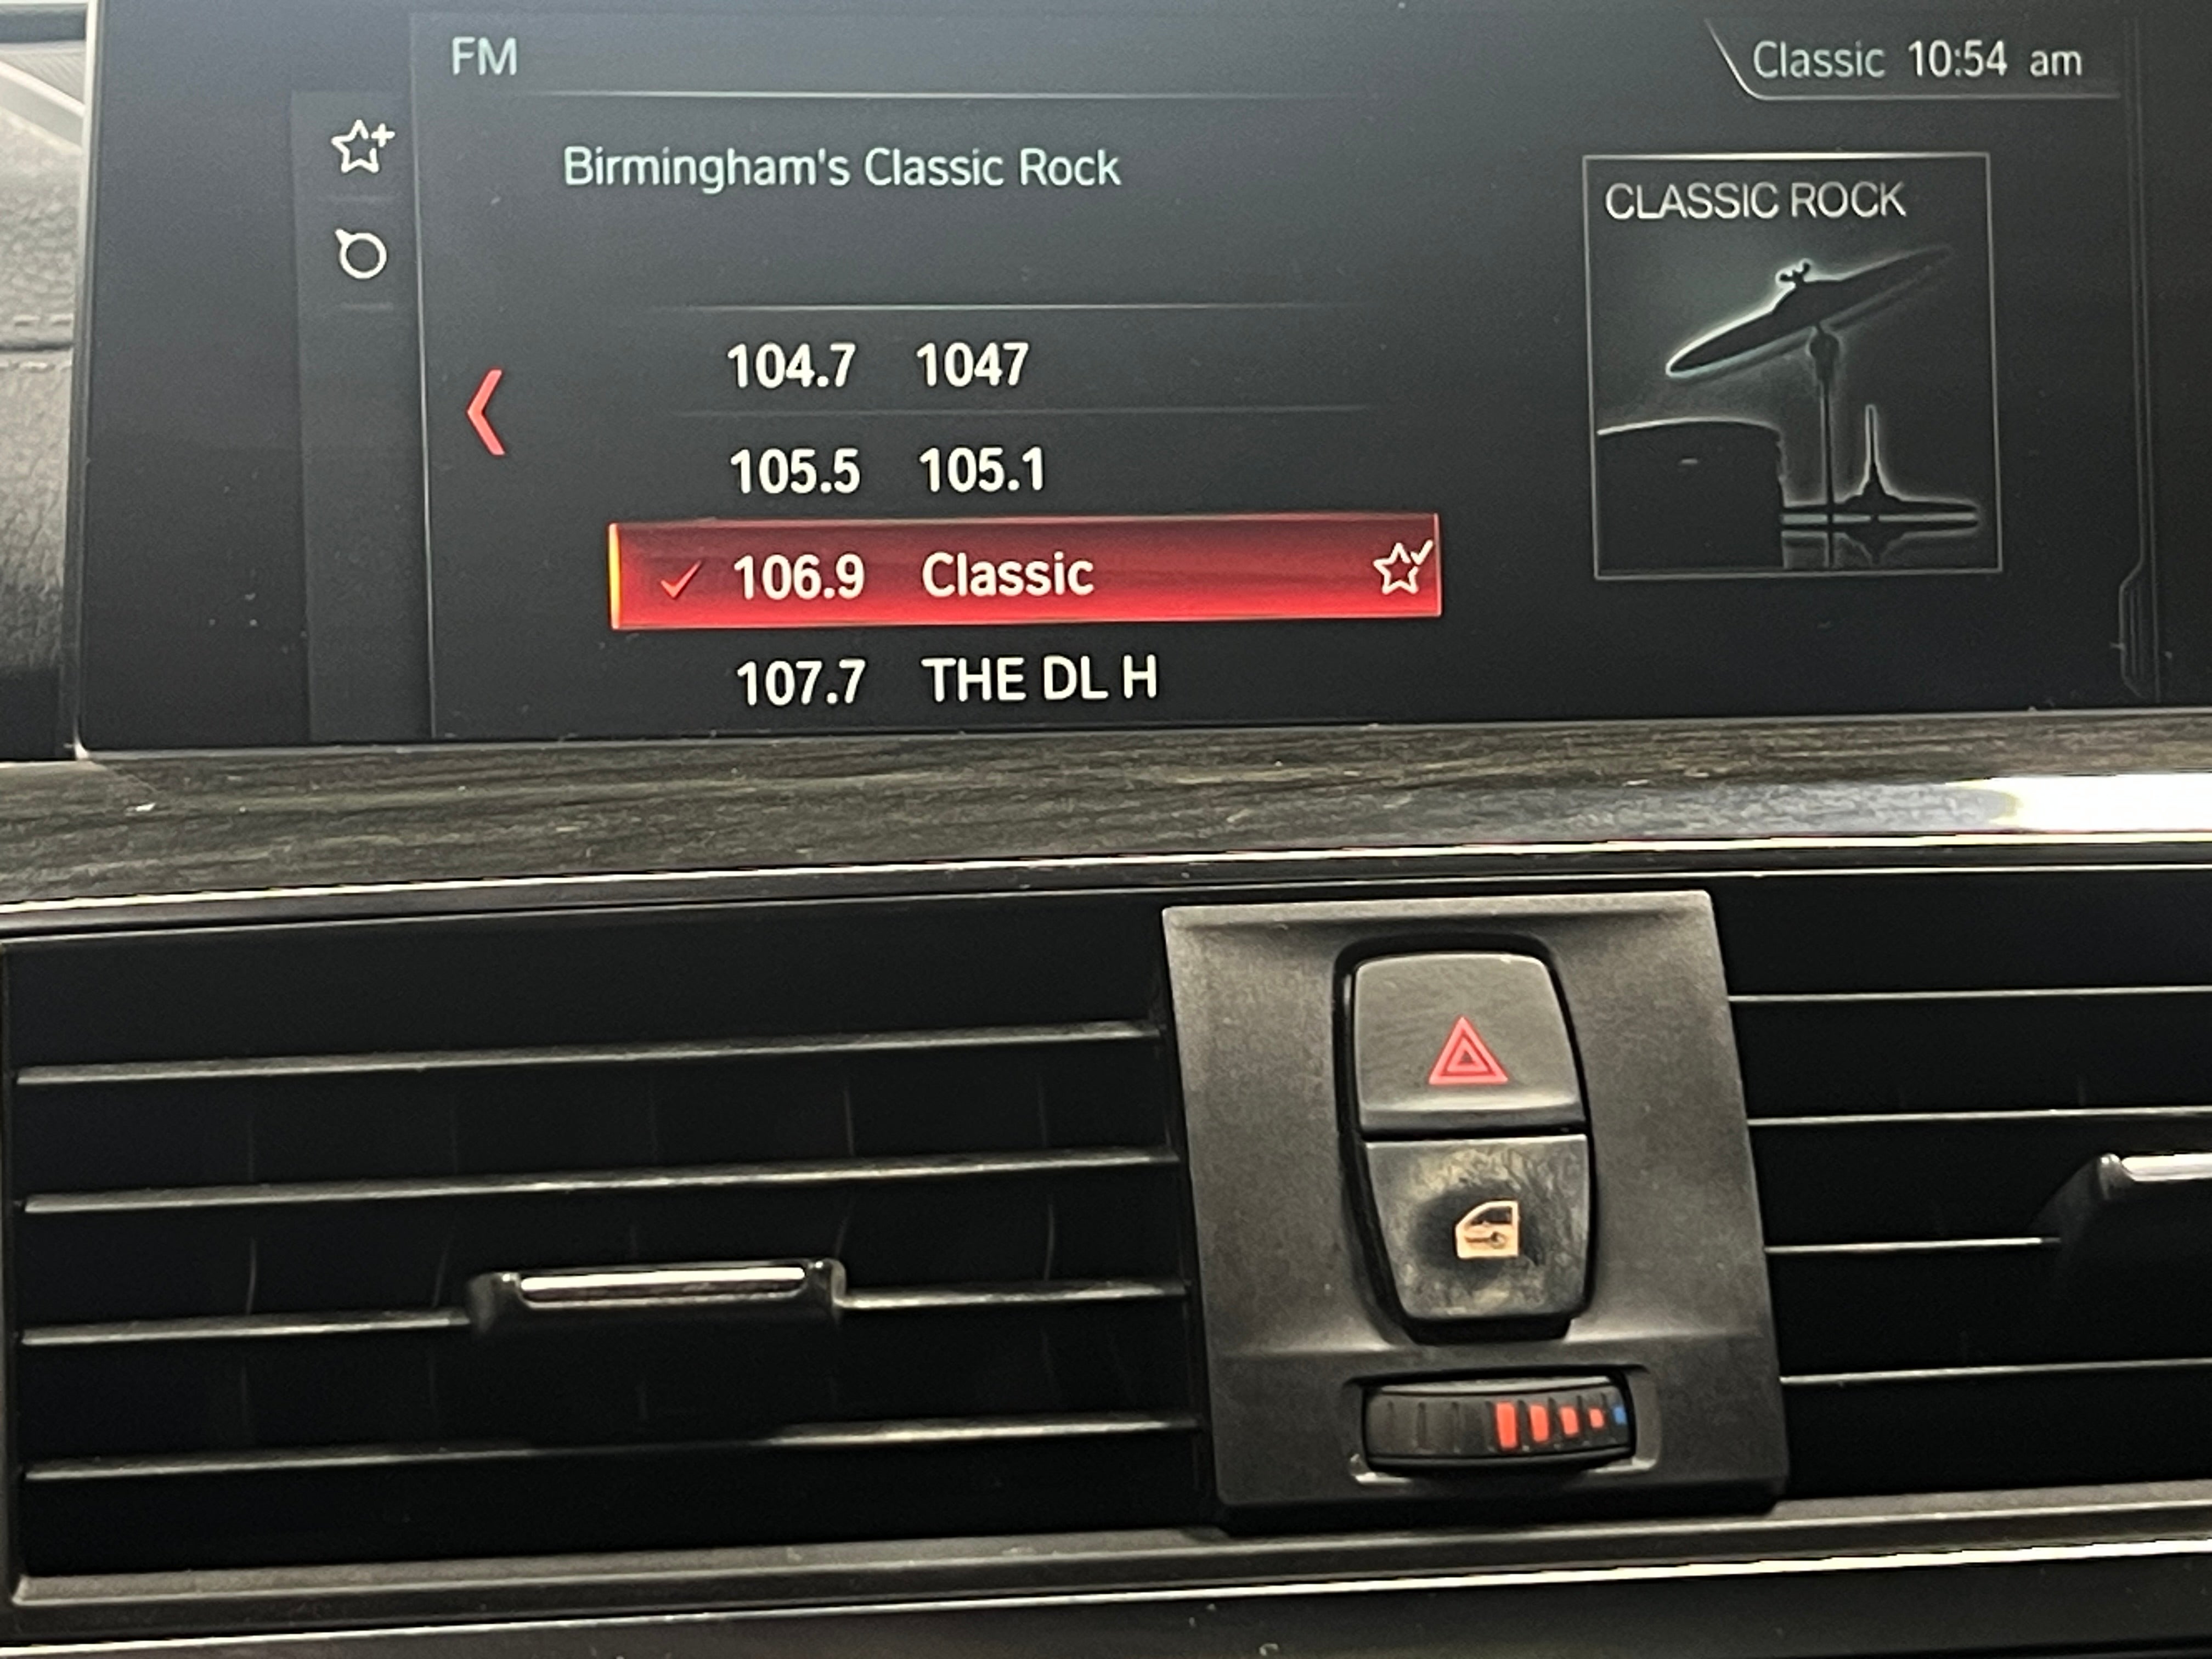 FM
Classic 10:54 am
Birmingham's Classic Rock
CLASSIC ROCK
104.7 1047
105.5 105.1
106.9 Classic
107.7 THE DL H